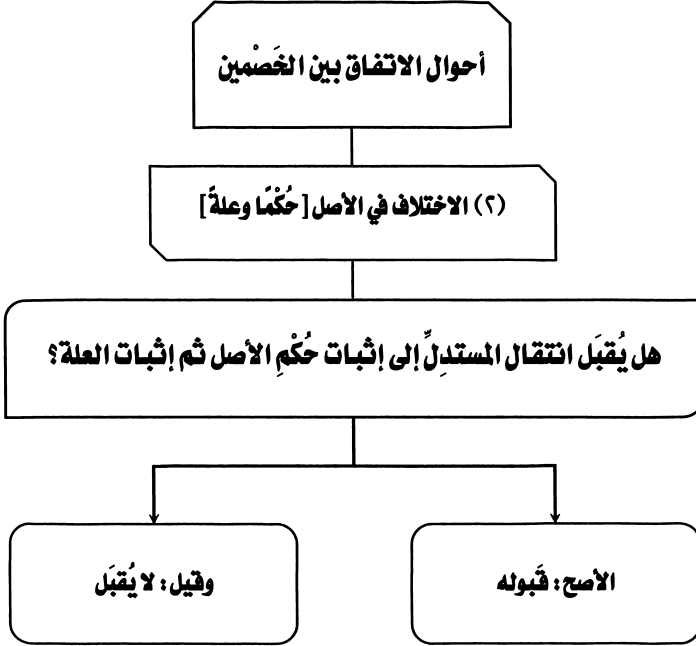 أحوال الاتفاق بين الخَصْمين
(٢) الاختلاف في الأصل [حُكْمًا وعلةً]
هل يُقبَل انتقال المستدِلِّ إلى إثبات حُكْمِ الأصل ثم إثبات العلة؟
الأصح: قَبوله
وقيل: لا يُقبَل